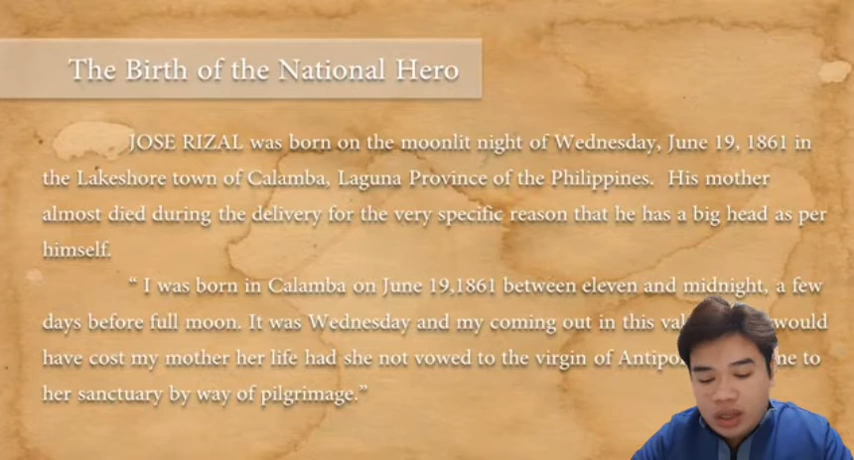 The Birth of the National Hero
JOSE RIZAL was born on the moonlit night of Wednesday, June 19, 1861 in
the Lakeshore town of Calamba, Laguna Province of the Philippines. His mother
almost died during the delivery for the very specific reason that he has a big head as per
himself.
“ I was born in Calamba on June 19,1861 between eleven and midnight, a few
days before full moon. It was Wednesday and my coming out in this would
have cost my mother her life had she not vowed to the virgin of to
her sanctuary by way of pilgrimage.”